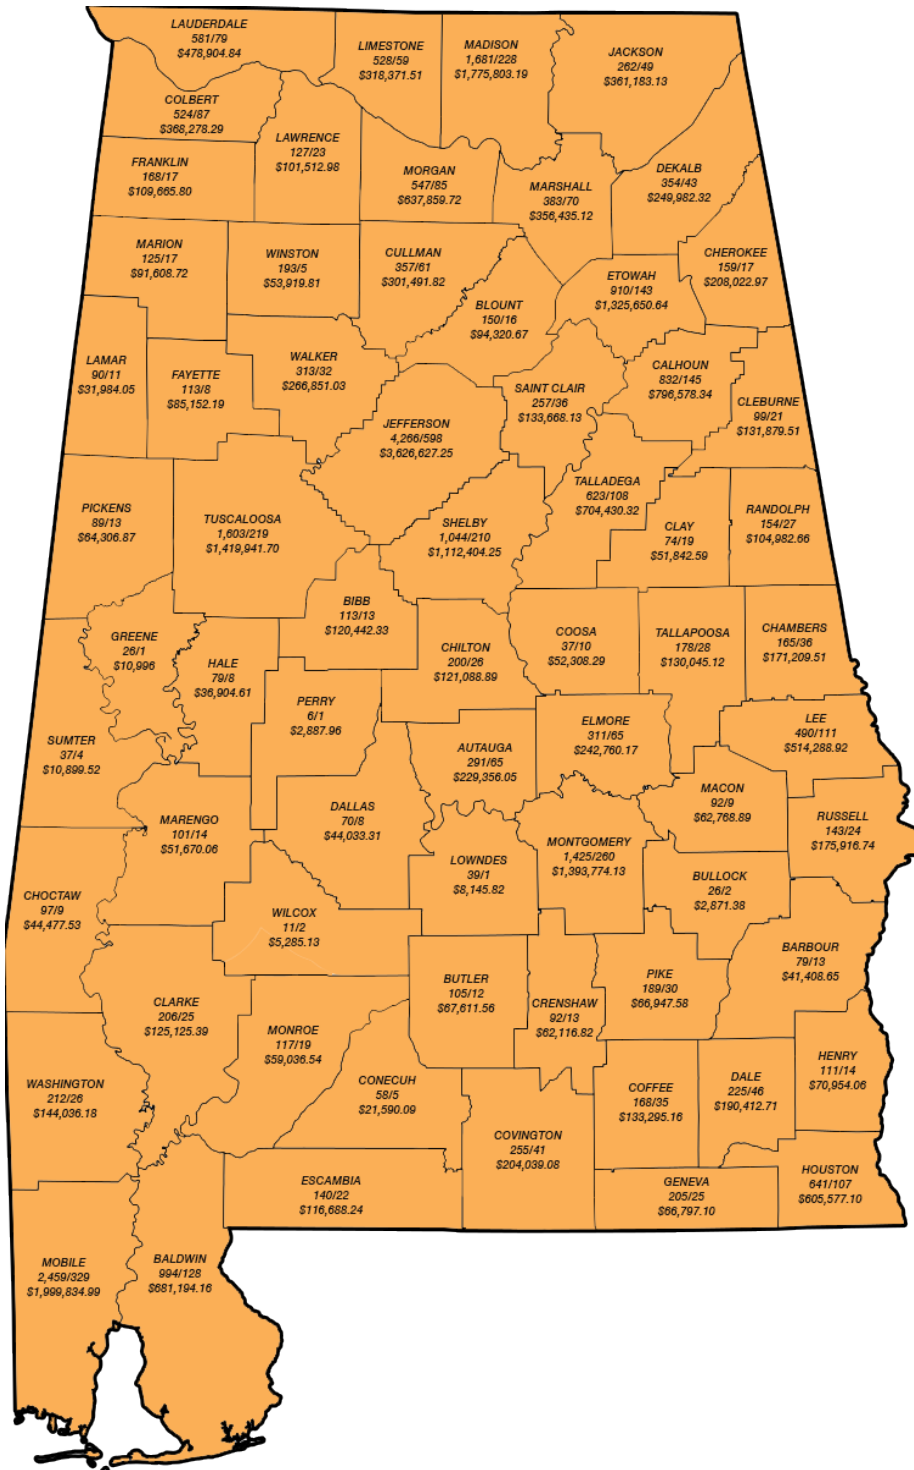 LAUDERDALE
581/79
$478,904.84
LIMESTONE
528/59
$318,371.51
MADISON
1,681/228
$1,775,803.19
JACKSON
262/49
$361,183.13
COLBERT
524/87
$368,278.29
LAWRENCE
127/23
$101,512.98
FRANKLIN
168/17
$109,665.80
MORGAN
547/85
$637,859.72
MARSHALL
383/70
$356,435.12
DEKALB
354/43
$249,982.32
MARION
125/17
$91,608.72
WINSTON
193/5
$53,919.81
CULLMAN
357/61
$301,491.82
CHEROKEE
159/17
$208,022.97
ETOWAH
910/143
$1,325,650.64
BLOUNT
150/16
$94,320.67
LAMAR
90/11
$31,984.05
FAYETTE
113/8
$85,152.19
WALKER
313/32
$266,851.03
SAINT CLAIR
257/36
$133,668.13
CALHOUN
832/145
$796,578.34
CLEBURNE
99/21
$131,879.51
JEFFERSON
4,266/598
$3,626,627.25
TALLADEGA
623/108
$704,430.32
PICKENS
89/13
$64,306.87
TUSCALOOSA
1,603/219
$1,419,941.70
SHELBY
1,044/210
$1,112,404.25
CLAY
74/19
$51,842.59
RANDOLPH
154/27
$104,982.66
BIBB
113/13
$120,442.33
GREENE
26/1
$10,996
HALE
79/8
$36,904.61
CHILTON
200/26
$121,088.89
COOSA
37/10
$52,308.29
TALLAPOOSA
178/28
$130,045.12
CHAMBERS
165/36
$171,209.51
PERRY
6/1
$2,887.96
SUMTER
37/4
$10,899.52
AUTAUGA
291/65
$229,356.05
ELMORE
311/65
$242,760.17
LEE
490/111
$514,288.92
MARENGO
101/14
$51,670.06
DALLAS
70/8
$44,033.31
MACON
92/9
$62,768.89
RUSSELL
143/24
$175,916.74
LOWNDES
39/1
$8,145.82
MONTGOMERY
1,425/260
$1,393,774.13
BULLOCK
26/2
$2,871.38
CHOCTAW
97/9
$44,477.53
WILCOX
11/2
$5,285.13
BARBOUR
79/13
$41,408.65
CLARKE
206/25
$125,125.39
MONROE
117/19
$59,036.54
BUTLER
105/12
$67,611.56
CRENSHAW
92/13
$62,116.82
PIKE
189/30
$66,947.58
WASHINGTON
212/26
$144,036.18
CONECUH
58/5
$21,590.09
COFFEE
168/35
$133,295.16
DALE
225/46
$190,412.71
HENRY
111/14
$70,954.06
COVINGTON
255/41
$204,039.08
ESCAMBIA
140/22
$116,688.24
GENEVA
205/25
$66,797.10
HOUSTON
641/107
$605,577.10
MOBILE
2,459/329
$1,999,834.99
BALDWIN
994/128
$681,194.16